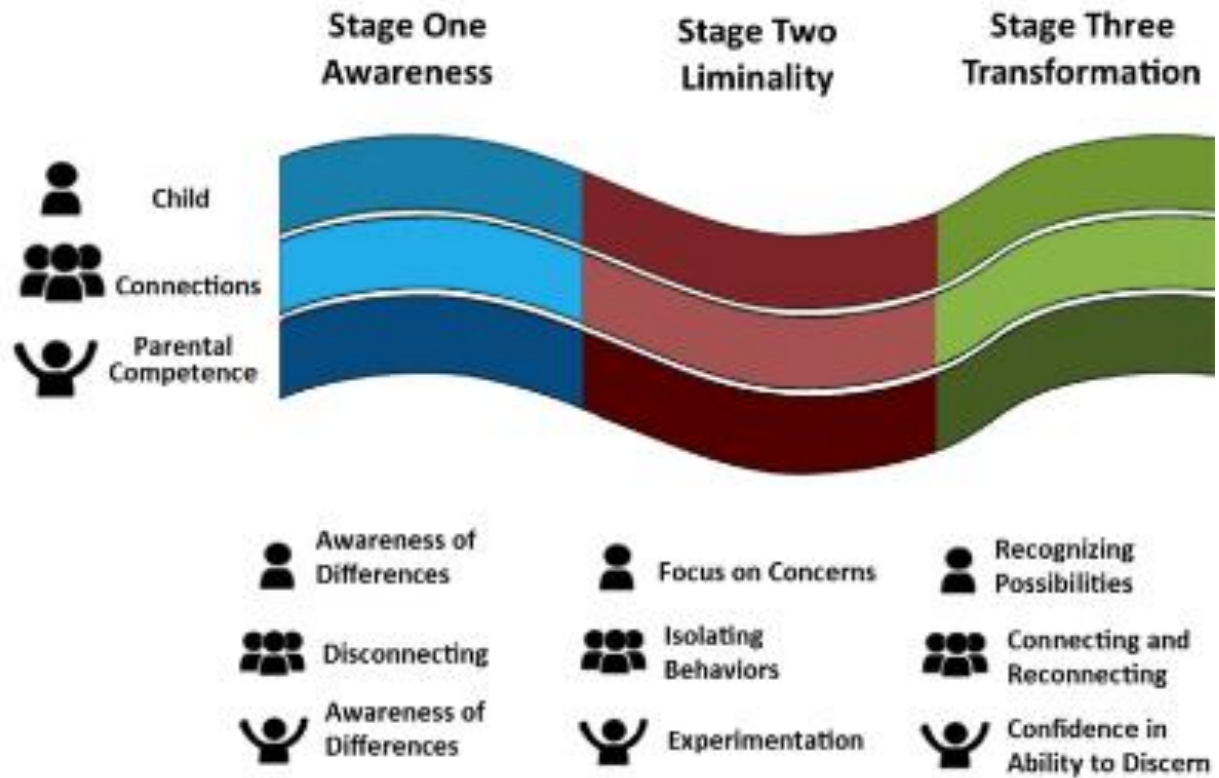 Stage One
Awareness
Stage Two
Liminality
Stage Three
Transformation
Child
Connections
Parental
Competence
Awareness of
Differences
Focus on Concerns
Recognizing
Possibilities
Disconnecting
Isolating
Behaviors
Connecting and
Reconnecting
Awareness of
Differences
Experimentation
Confidence in
Ability to Discern